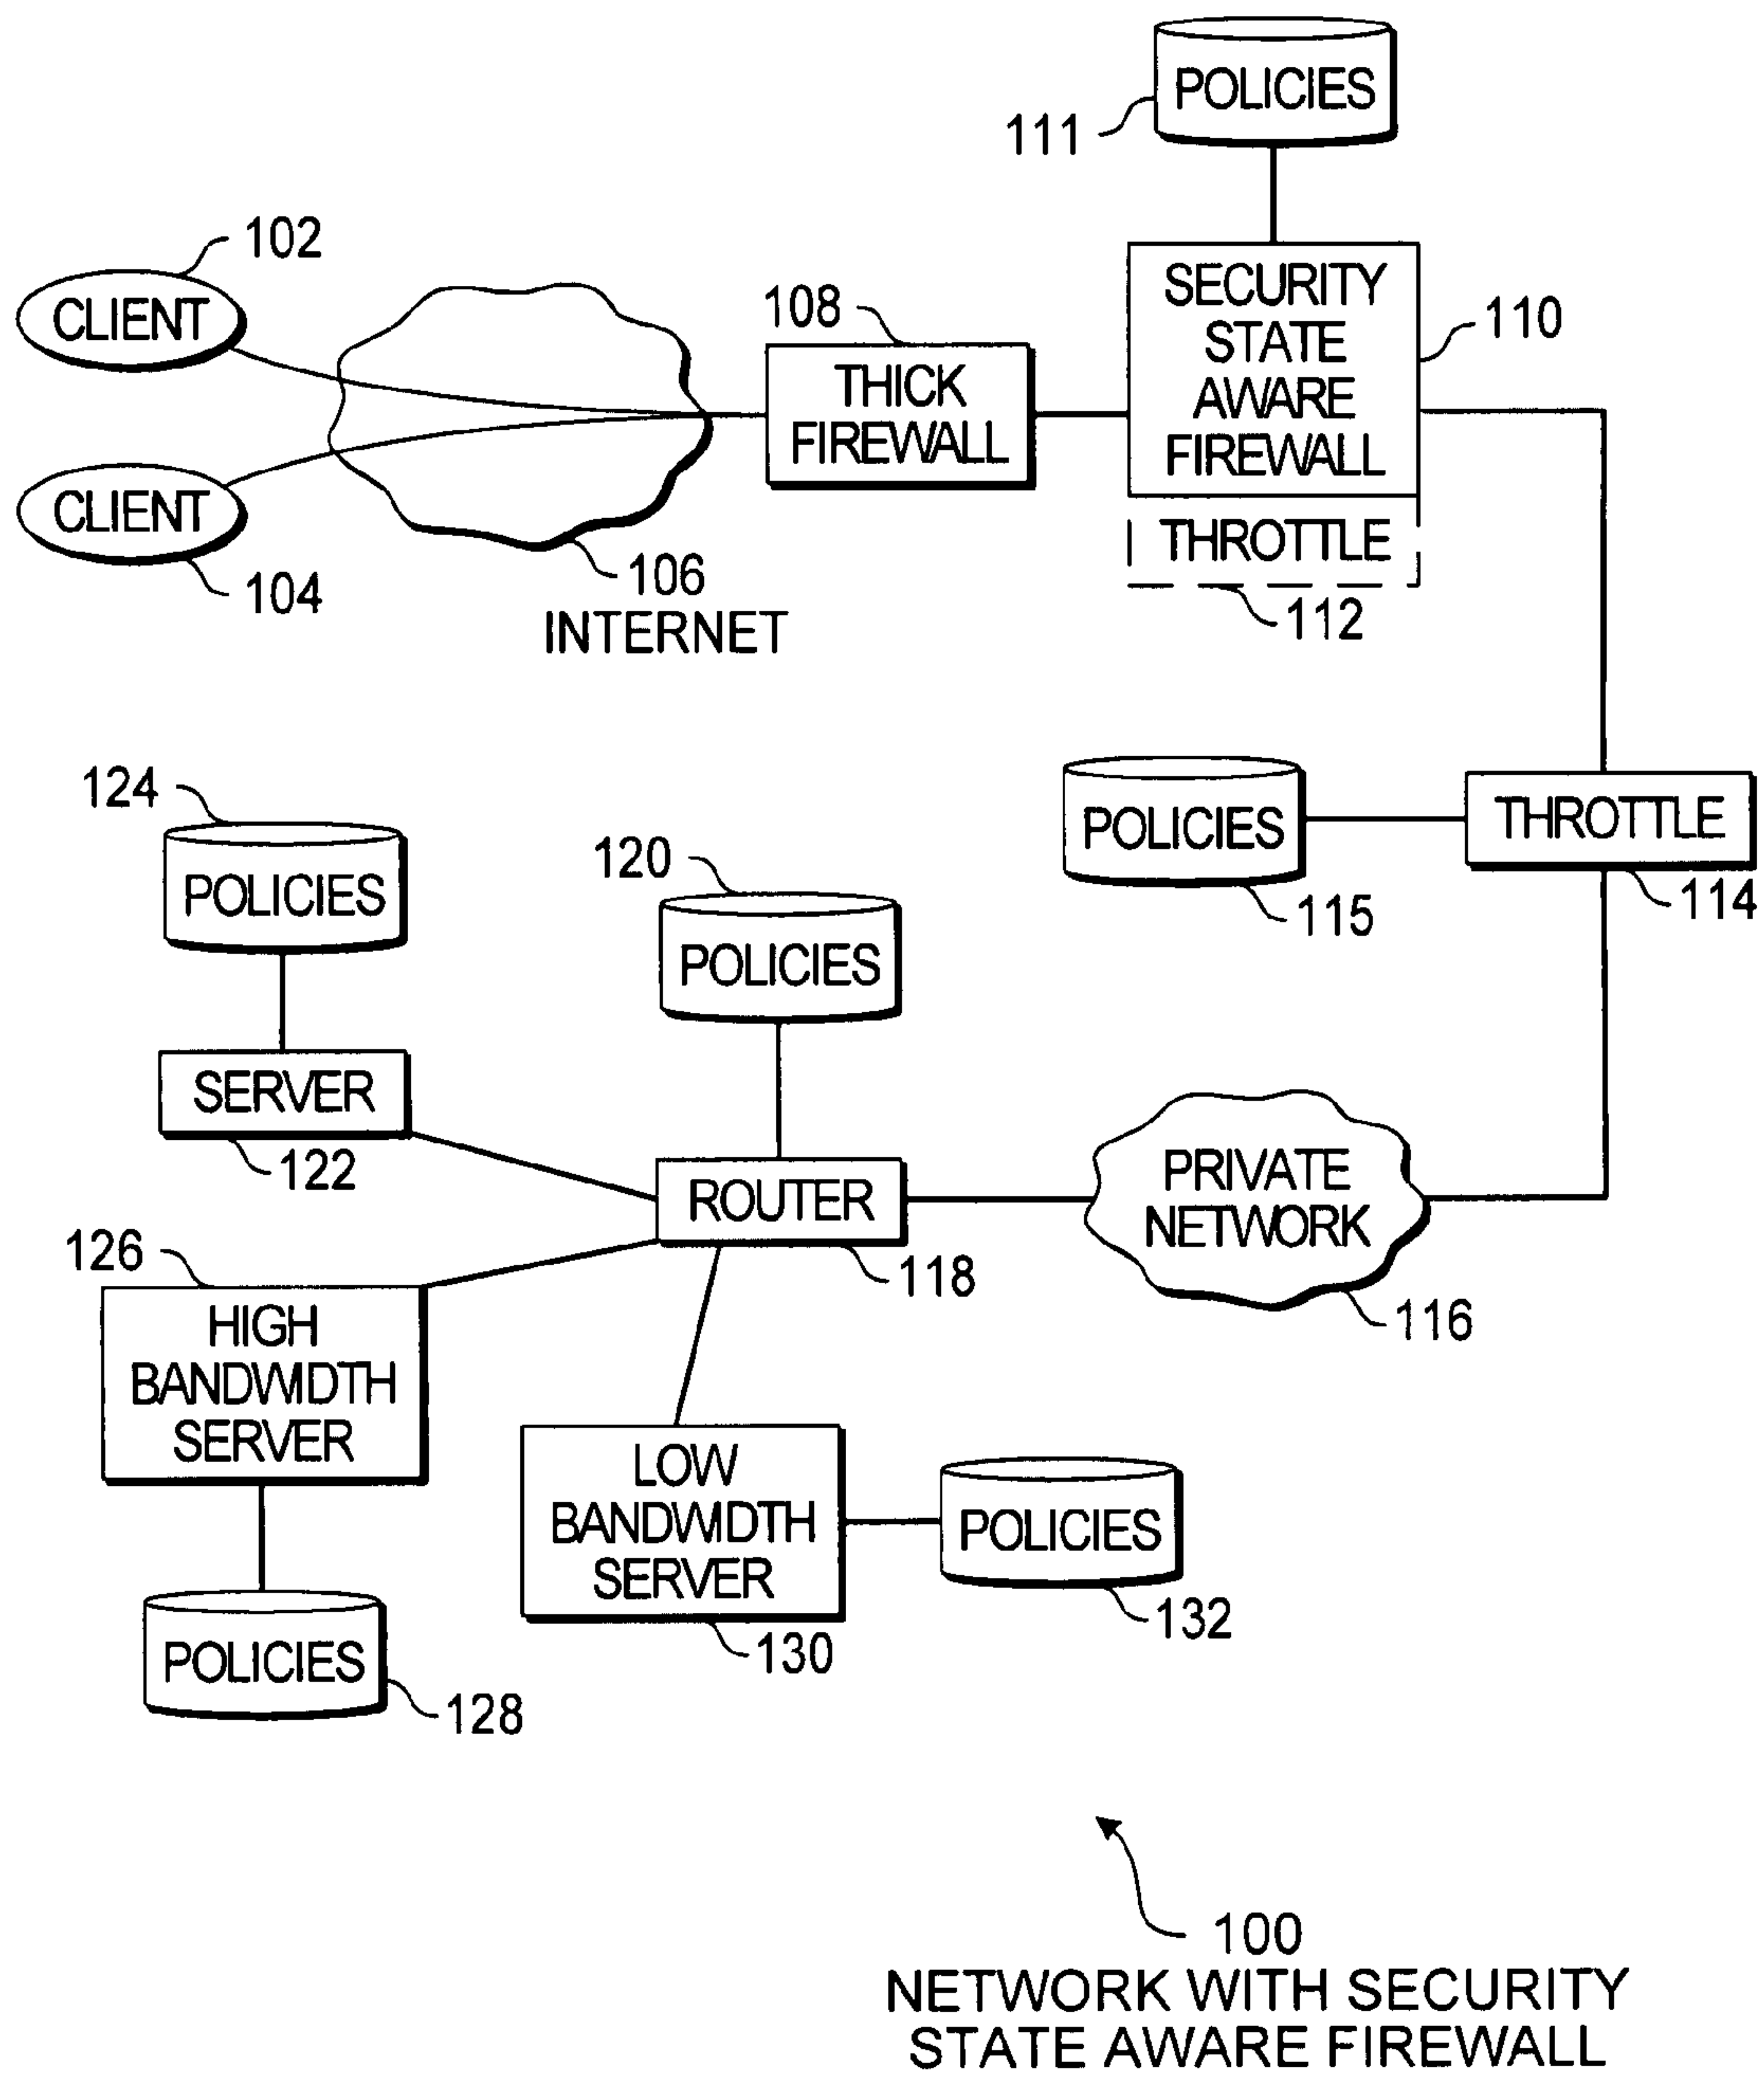 POLICIES
111
102
CLIENT
108
THICK
FIREWALL
SECURITY
STATE
AWARE
FIREWALL
110
CLIENT
104
106
INTERNET
THROTTLE
112
124
POLICIES
120
POLICIES
POLICIES
115
THROTTLE
114
SERVER
122
ROUTER
118
PRIVATE
NETWORK
116
126
HIGH
BANDWIDTH
SERVER
LOW
BANDWIDTH
SERVER
130
POLICIES
132
POLICIES
128
100
NETWORK WITH SECURITY
STATE AWARE FIREWALL